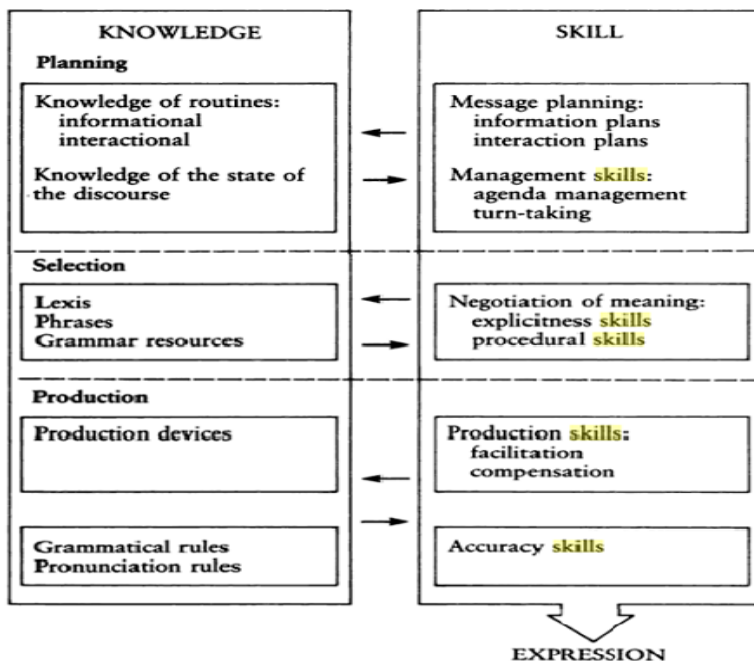 KNOWLEDGE
Planning
Knowledge of routines:
informational
interactional
Knowledge of the state of
the discourse
SKILL
Message planning:
information plans
interaction plans
Management skills:
agenda management
turn-taking
Selection
Lexis
Phrases
Grammar resources
Negotiation of meaning:
explicitness skills
procedural skills
Production
Production devices
Production skills:
facilitation
compensation
Grammatical rules
Pronunciation rules
Accuracy skills
EXPRESSION